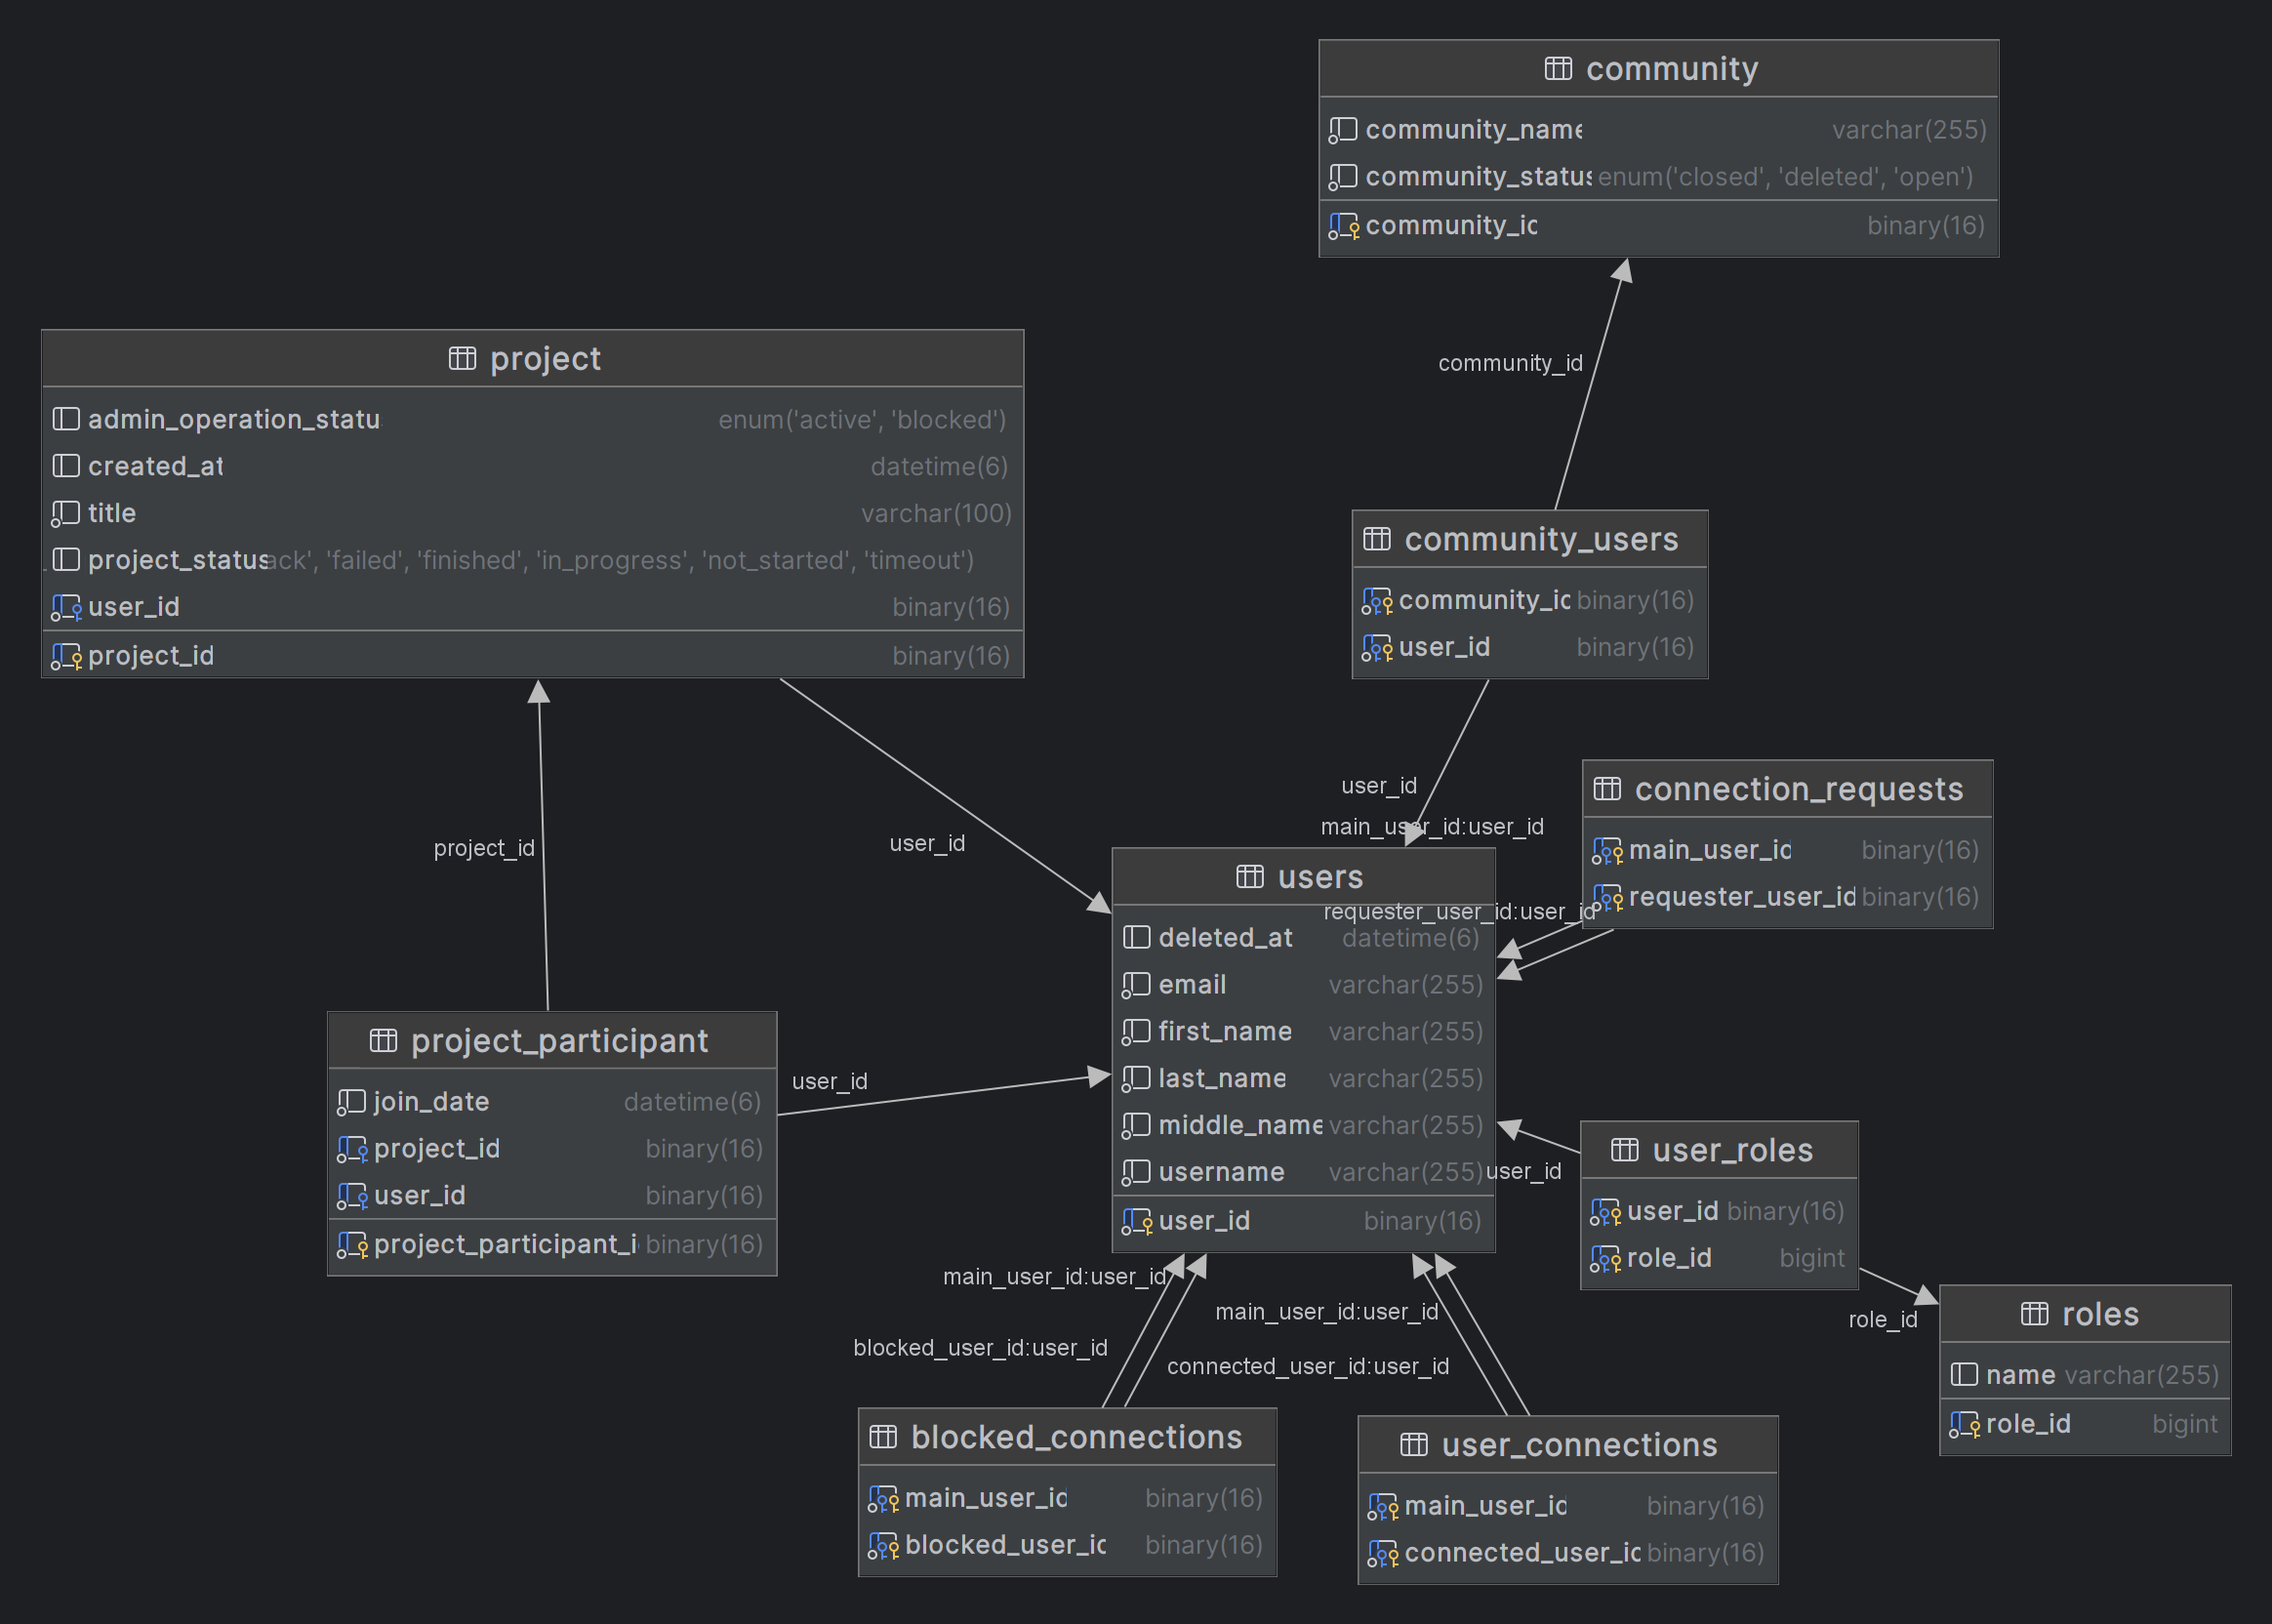 community
community_name varchar(255)
community_status enum('closed', 'deleted', 'open')
community_id binary(16)
project
admin_operation_statu enum('active', 'blocked')
created_at datetime(6)
title varchar(100)
project_status ack', 'failed', 'finished', 'in_progress', 'not_started', 'timeout')
user_id binary(16)
project_id binary(16)
community_id
community_users
community_id binary(16)
user_id binary(16)
user_id
main_user_id:user_id
connection_requests
main_user_id binary(16)
requester_user_id binary(16)
requester_user_id:user_id
project_id
user_id
users
deleted_at datetime(6)
email varchar(255)
first_name varchar(255)
last_name varchar(255)
middle_name varchar(255)
username varchar(255)
user_id binary(16)
project_participant
join_date datetime(6)
project_id binary(16)
user_id binary(16)
project_participant_i binary(16)
user_id
user_roles
user_id binary(16)
role_id bigint
user_id
role_id
roles
name varchar(255)
role_id bigint
main_user_id:user_id
blocked_user_id:user_id
main_user_id:user_id
connected_user_id:user_id
blocked_connections
main_user_id binary(16)
blocked_user_id binary(16)
user_connections
main_user_id binary(16)
connected_user_id binary(16)